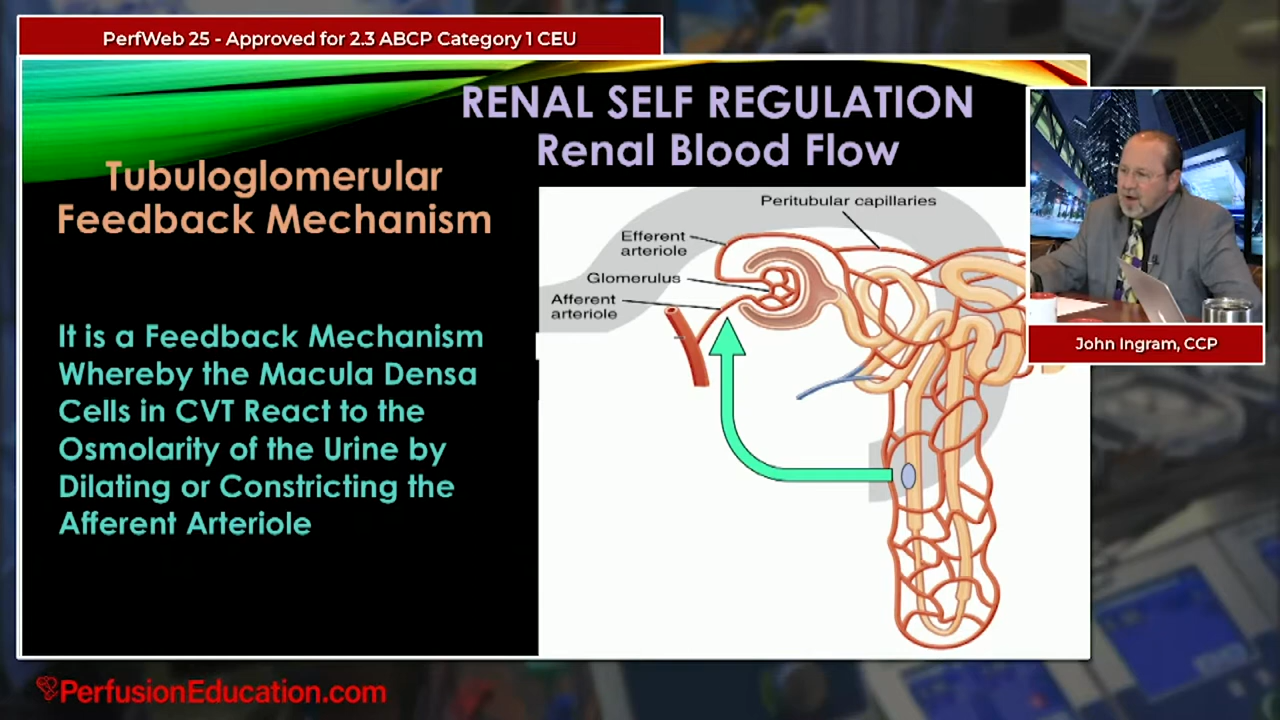 PerfWeb 25 - Approved for 2.3 ABCP Category 1 CEU
RENAL SELF REGULATION
Renal Blood Flow
Tubuloglomerular
Feedback Mechanism
It is a Feedback Mechanism
Whereby the Macula Densa
Cells in CVT React to the
Osmolarity of the Urine by
Dilating or Constricting the
Afferent Arteriole
Peritubular capillaries
Efferent
arteriole
Glomerulus
Afferent
arteriole
John Ingram, CCP
PerfusionEducation.com